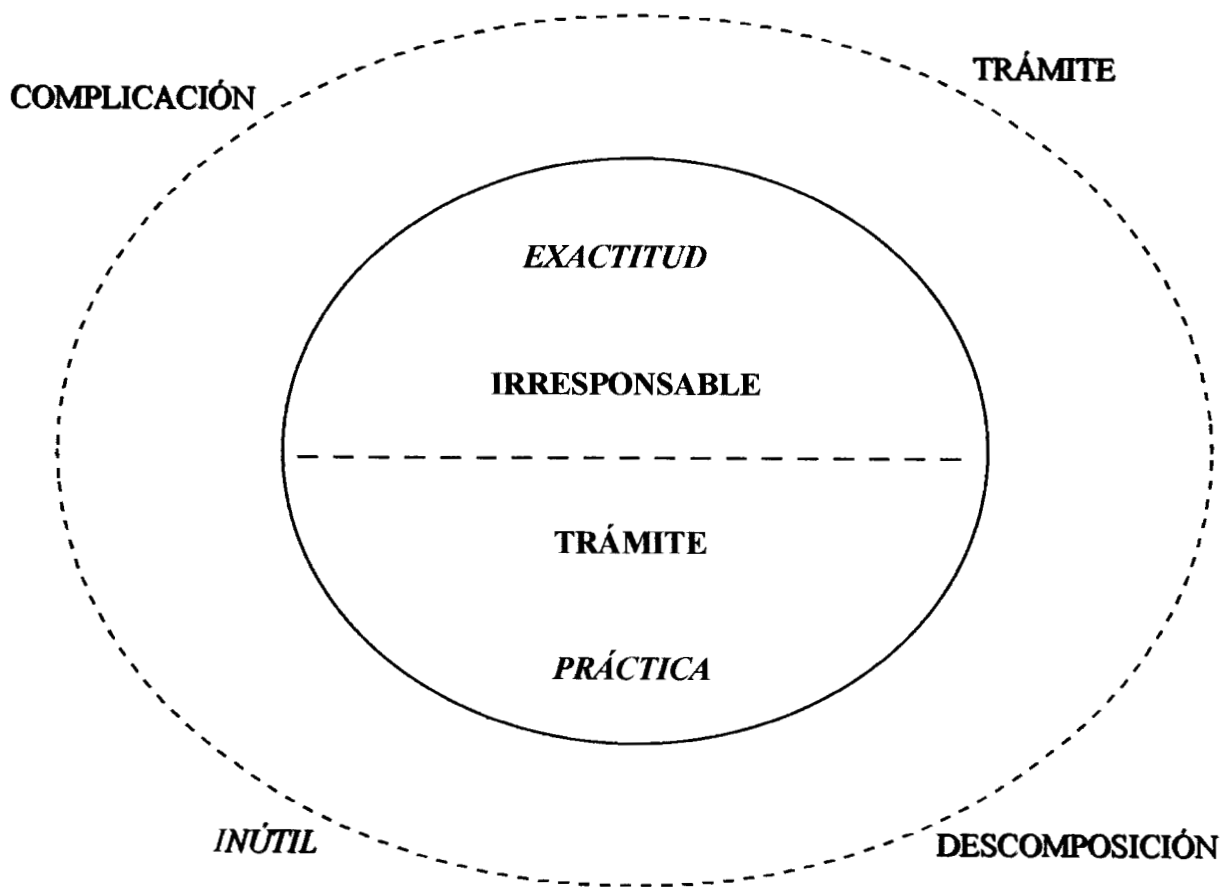 TRÁMITE
COMPLICACIÓN
EXACTITUD
IRRESPONSABLE
TRÁMITE
PRÁCTICA
INÚTIL
DESCOMPOSICIÓN